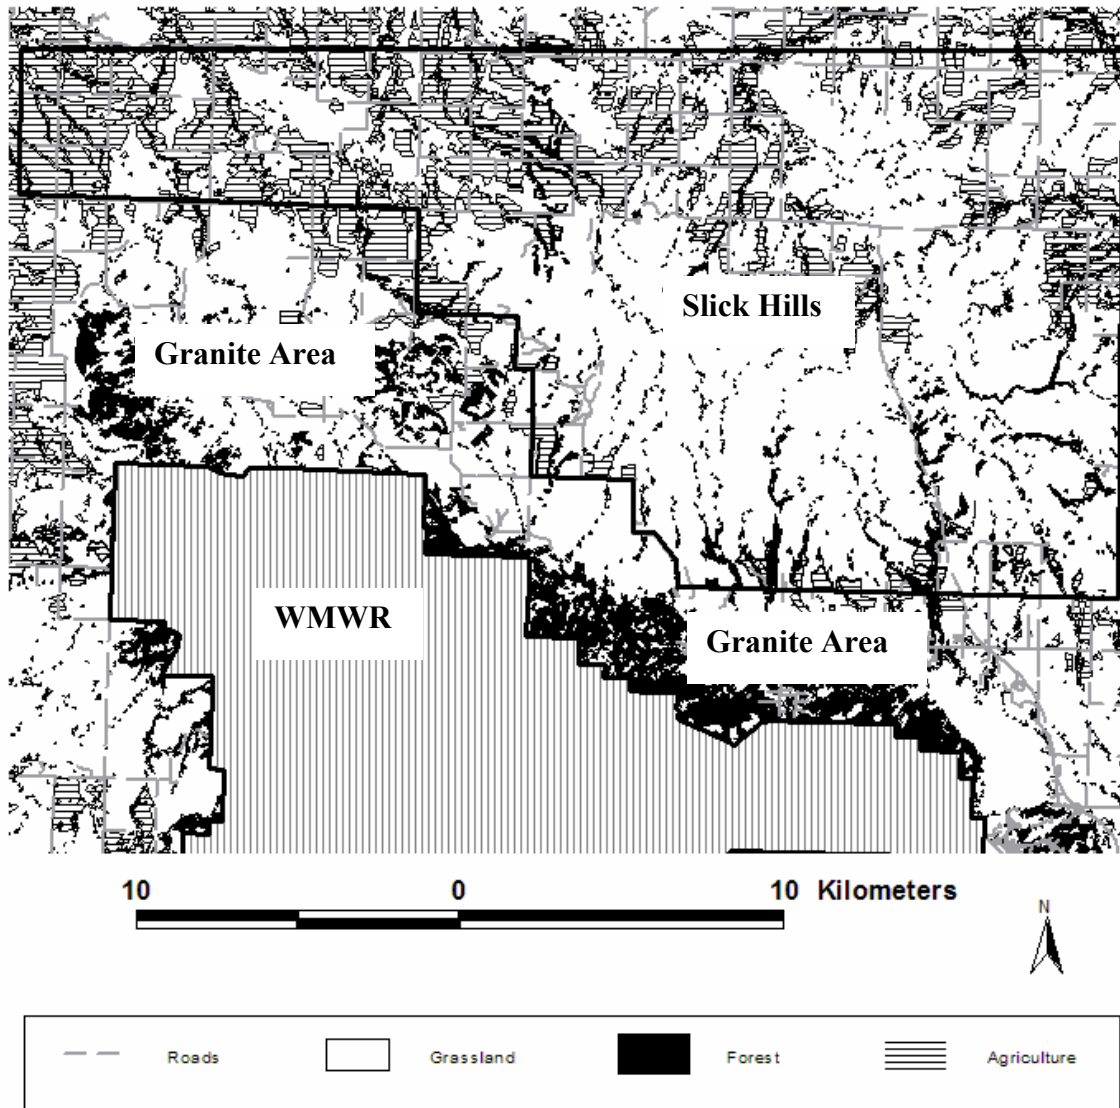 Slick Hills
Granite Area
WMWR
Granite Area
10 0 10 Kilometers
N
Roads Grassland Forest Agriculture